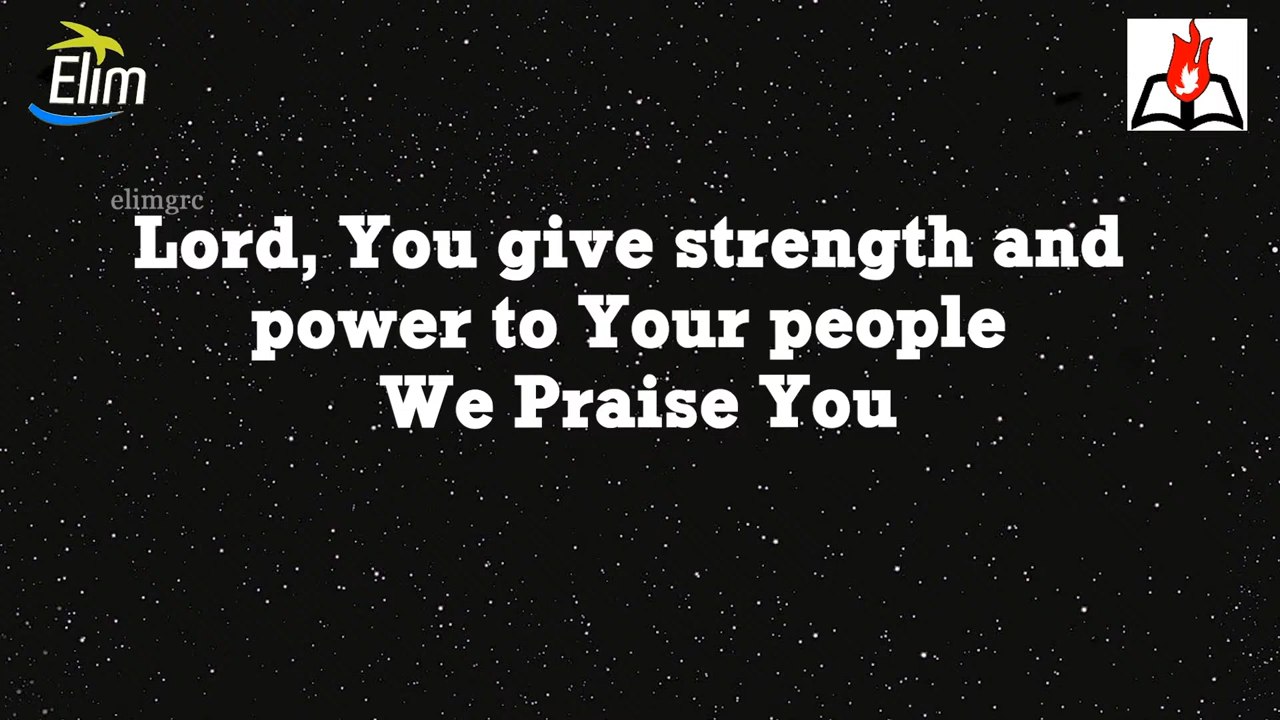 Elim
elimgrc
Lord, You give strength and
power to Your people
We Praise You